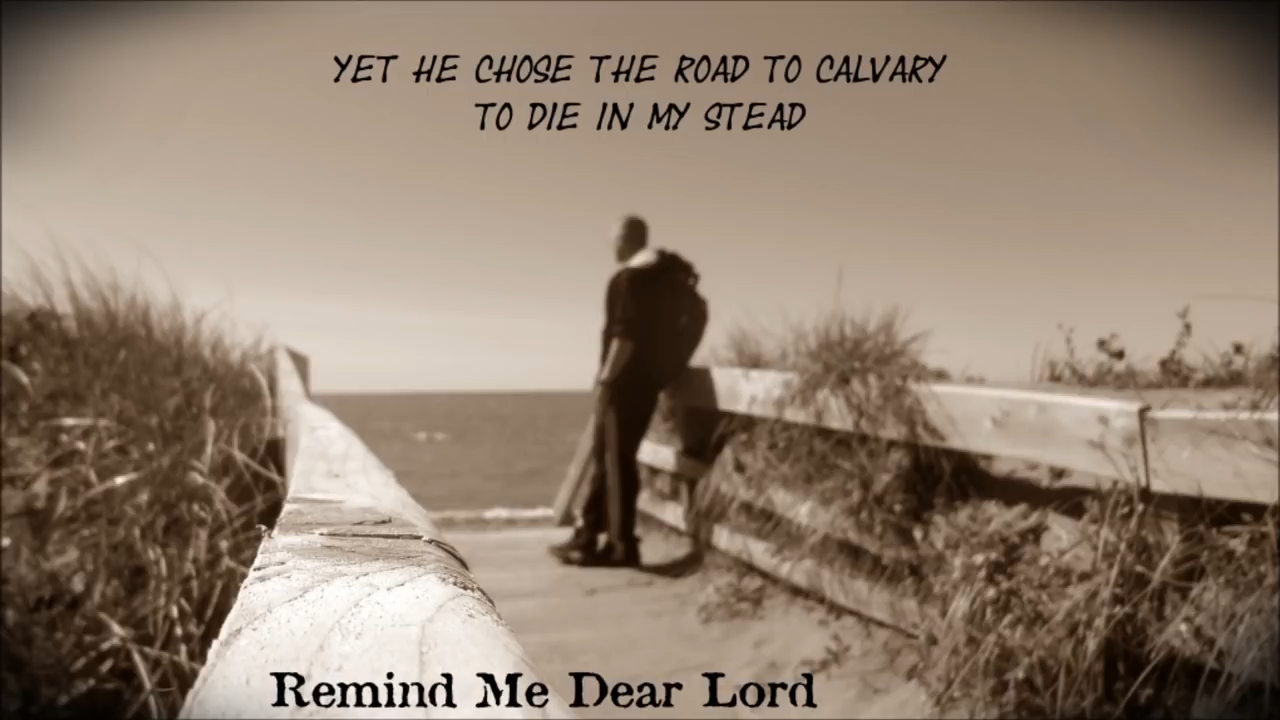 YET HE CHOSE THE ROAD TO CALVARY
TO DIE IN MY STEAD
Remind Me Dear Lord